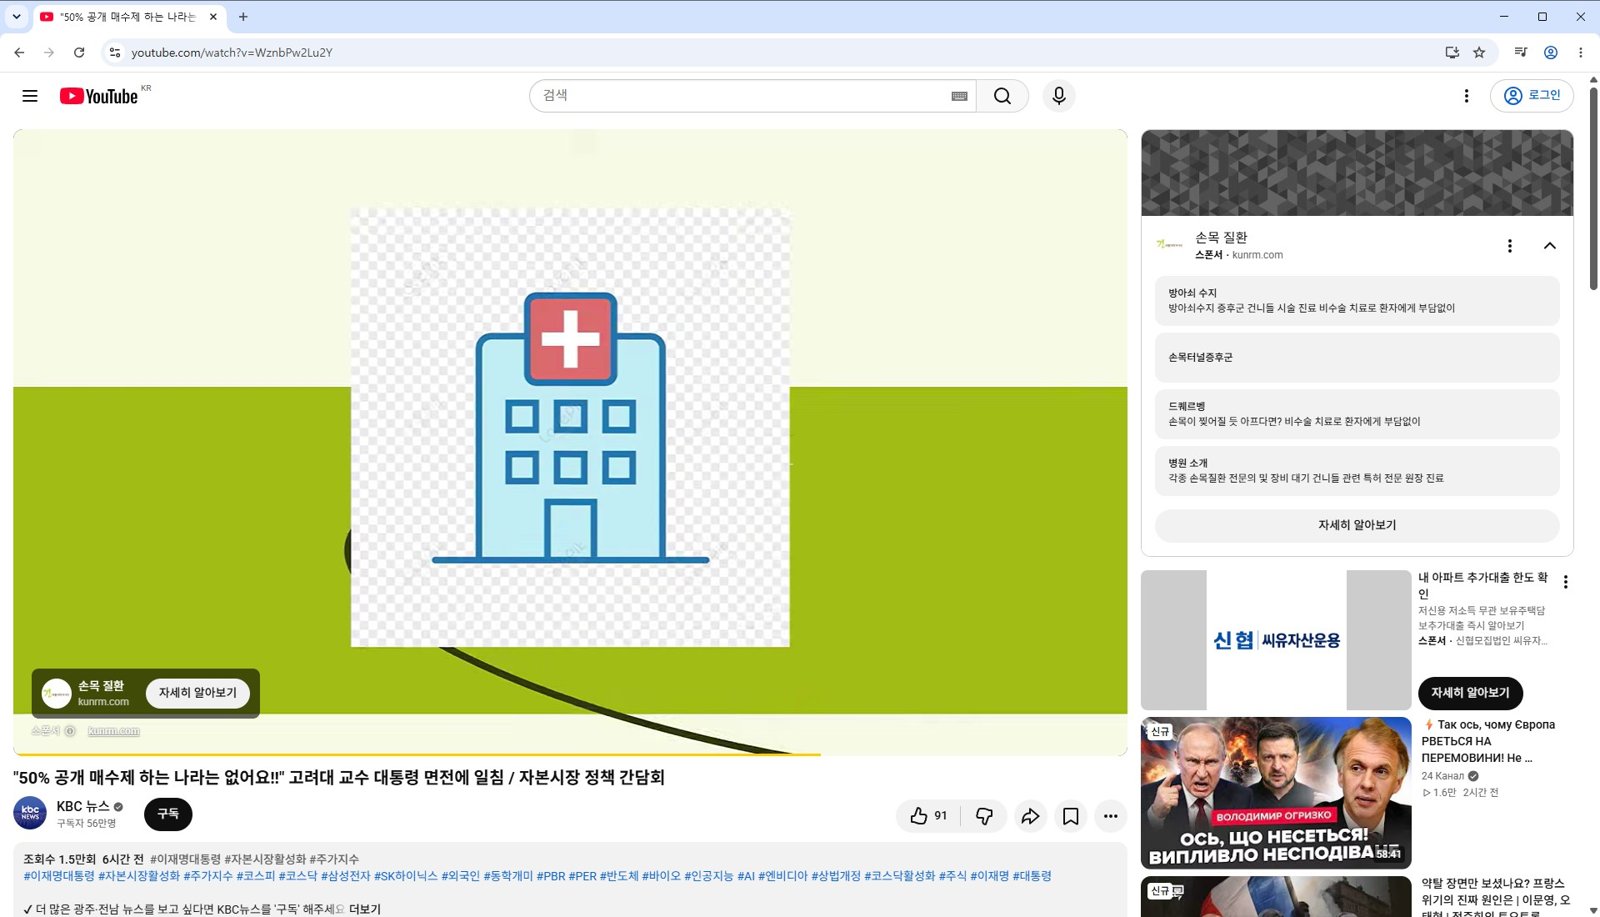 "50% 공개 매수제 하는 나라는
youtube.com/watch?v=WznbPw2Lu2Y
YouTube KR
검색
로그인
손목 질환
kunrm.com
자세히 알아보기
스폰서
kunrm.com
"50% 공개 매수제 하는 나라는 없어요!!" 고려대 교수 대통령 면전에 일침 / 자본시장 정책 간담회
kbc
NEWS
KBC 뉴스
구독자 56만명
구독
91
조회수 1.5만회 6시간 전 #이재명대통령 #자본시장활성화 #주가지수
#이재명대통령 #자본시장활성화 #주가지수 #코스피 #코스닥 #삼성전자 #SK하이닉스 #외국인 #동학개미 #PBR #PER #반도체 #바이오 #인공지능 #AI #엔비디아 #상법개정 #코스닥활성화 #주식 #이재명 #대통령
✓ 더 많은 광주·전남 뉴스를 보고 싶다면 KBC뉴스를 '구독' 해주세요 더보기
손목 질환
스폰서 · kunrm.com
방아쇠 수지
방아쇠수지 증후군 건니들 시술 진료 비수술 치료로 환자에게 부담없이
손목터널증후군
드퀘르벵
손목이 찢어질 듯 아프다면? 비수술 치료로 환자에게 부담없이
병원 소개
각종 손목질환 전문의 및 장비 대기 건니들 관련 특허 전문 원장 진료
자세히 알아보기
신협 씨유자산운용
내 아파트 추가대출 한도 확
인
저신용 저소득 무관 보유주택담
보추가대출 즉시 알아보기
스폰서 · 신협모집법인 씨유자...
자세히 알아보기
신규
ВОЛОДИМИР ОГРИЗКО
ОСЬ, ЩО НЕСЕТЬСЯ!
ВИПЛИВЛО НЕСПОДІВА
58:41
⚡ Так ось, чому Європа
РВЕТЬСЯ НА
ПЕРЕМОВИНИ! Не ...
24 Канал
▷ 1.6만 2시간 전
신규
약탈 장면만 보셨나요? 프랑스
위기의 진짜 원인은 | 이문영, 오